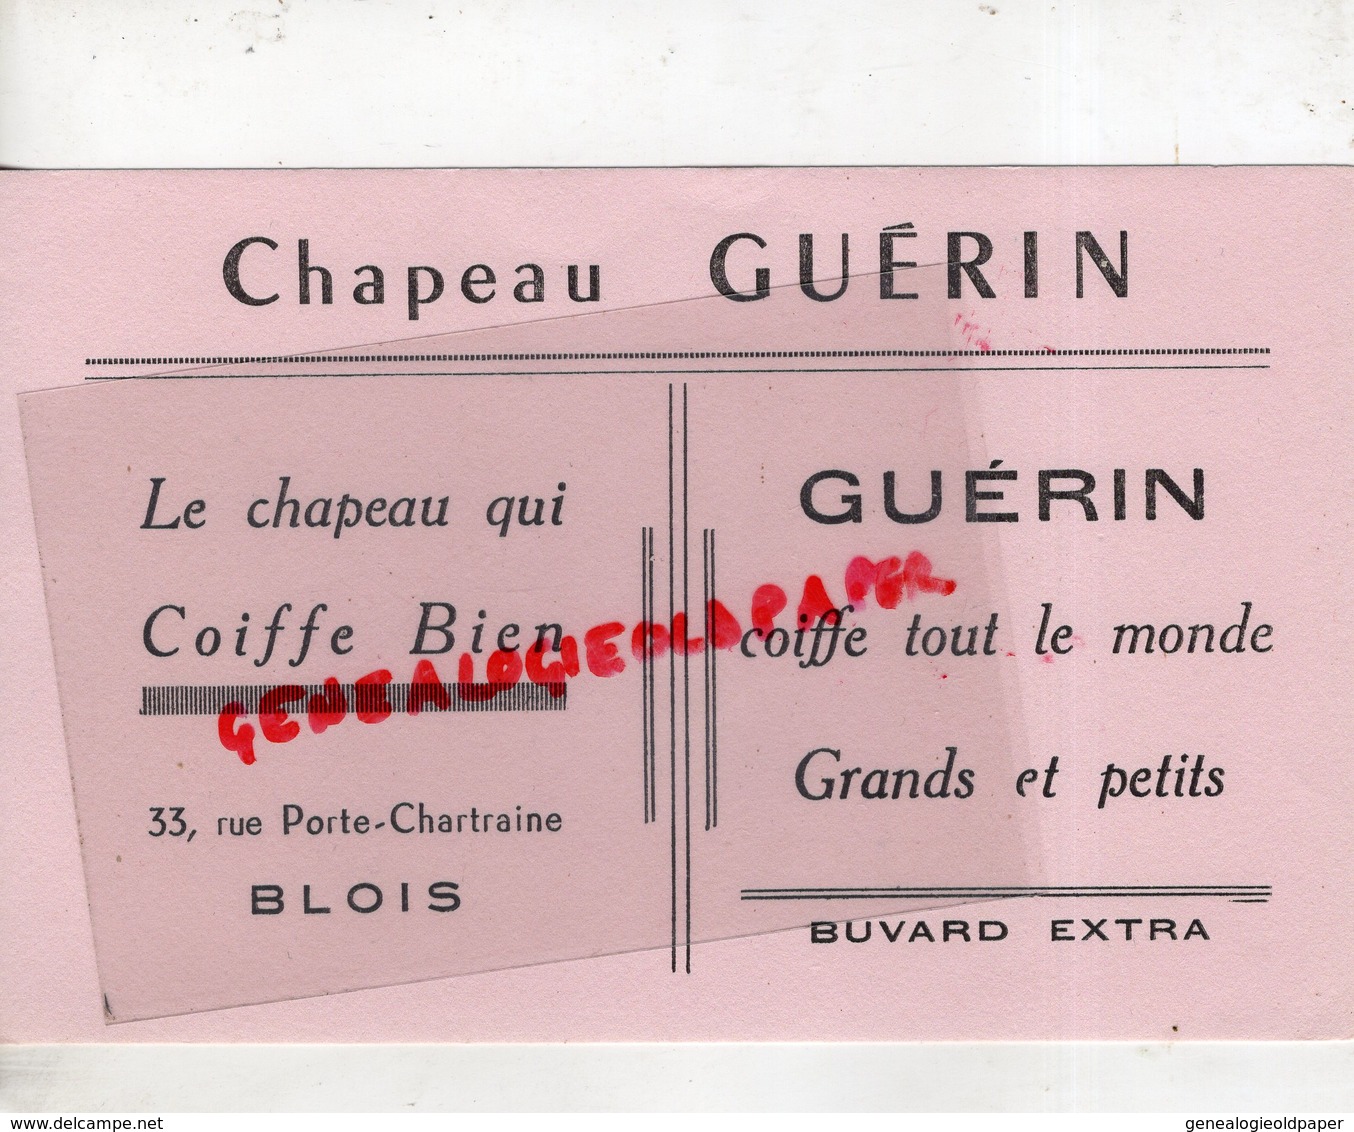 Chapeau GUÉRIN
Le chapeau qui
Coiffe Bien
33, rue Porte-Chartraine
BLOIS
GUÉRIN
coiffe tout le monde
Grands et petits
BUVARD EXTRA
GENEALOGIEOLDPAPER
delcampe.net
genealogieoldpaper